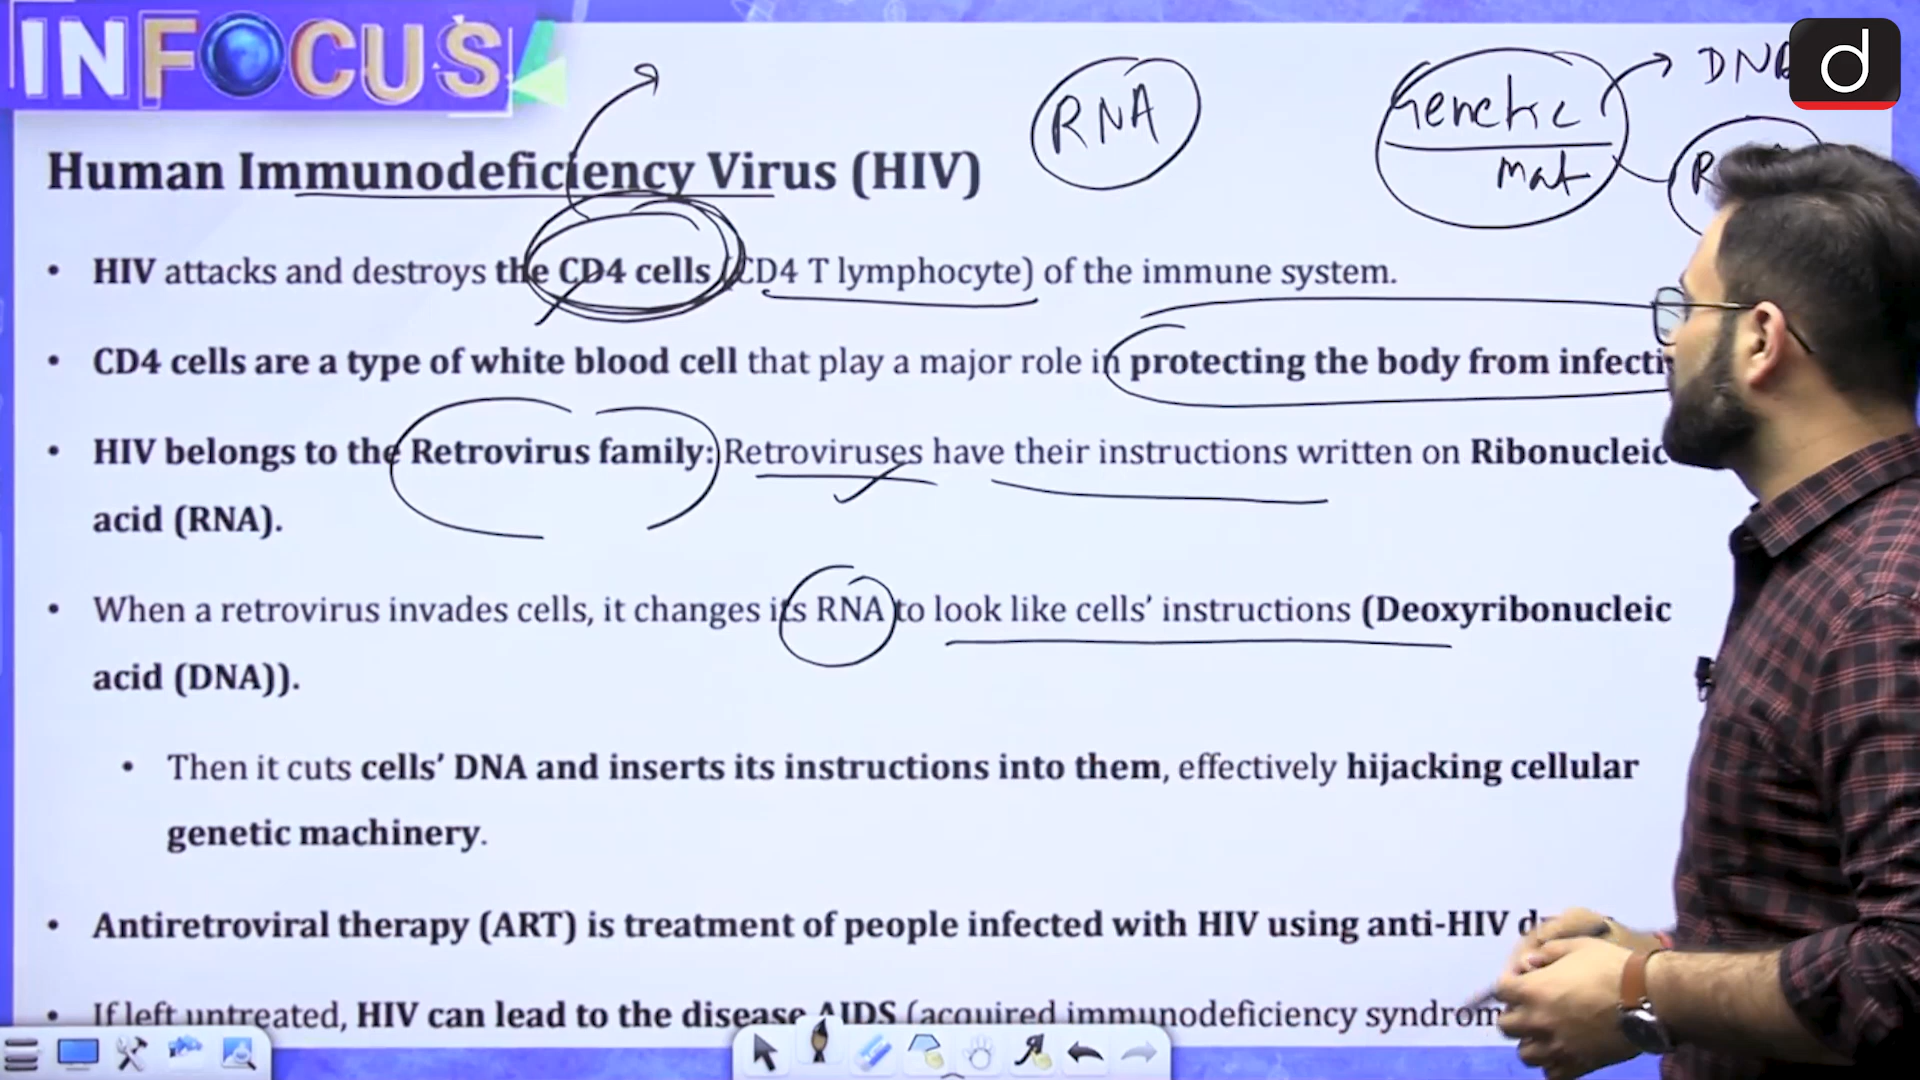 INFOCUS
d
RNA
Genetic
mat
Human Immunodeficiency Virus (HIV)
• HIV attacks and destroys the CD4 cells (CD4 T lymphocyte) of the immune system.
• CD4 cells are a type of white blood cell that play a major role in protecting the body from
• HIV belongs to the Retrovirus family: Retroviruses have their instructions written on Ribonucleic
acid (RNA).
• When a retrovirus invades cells, it changes its RNA to look like cells’ instructions (Deoxyribonucleic
acid (DNA)).
• Then it cuts cells’ DNA and inserts its instructions into them, effectively hijacking cellular
genetic machinery.
• Antiretroviral therapy (ART) is treatment of people infected with HIV using anti-HIV
• If left untreated, HIV can lead to the disease AIDS (acquired immunodeficiency